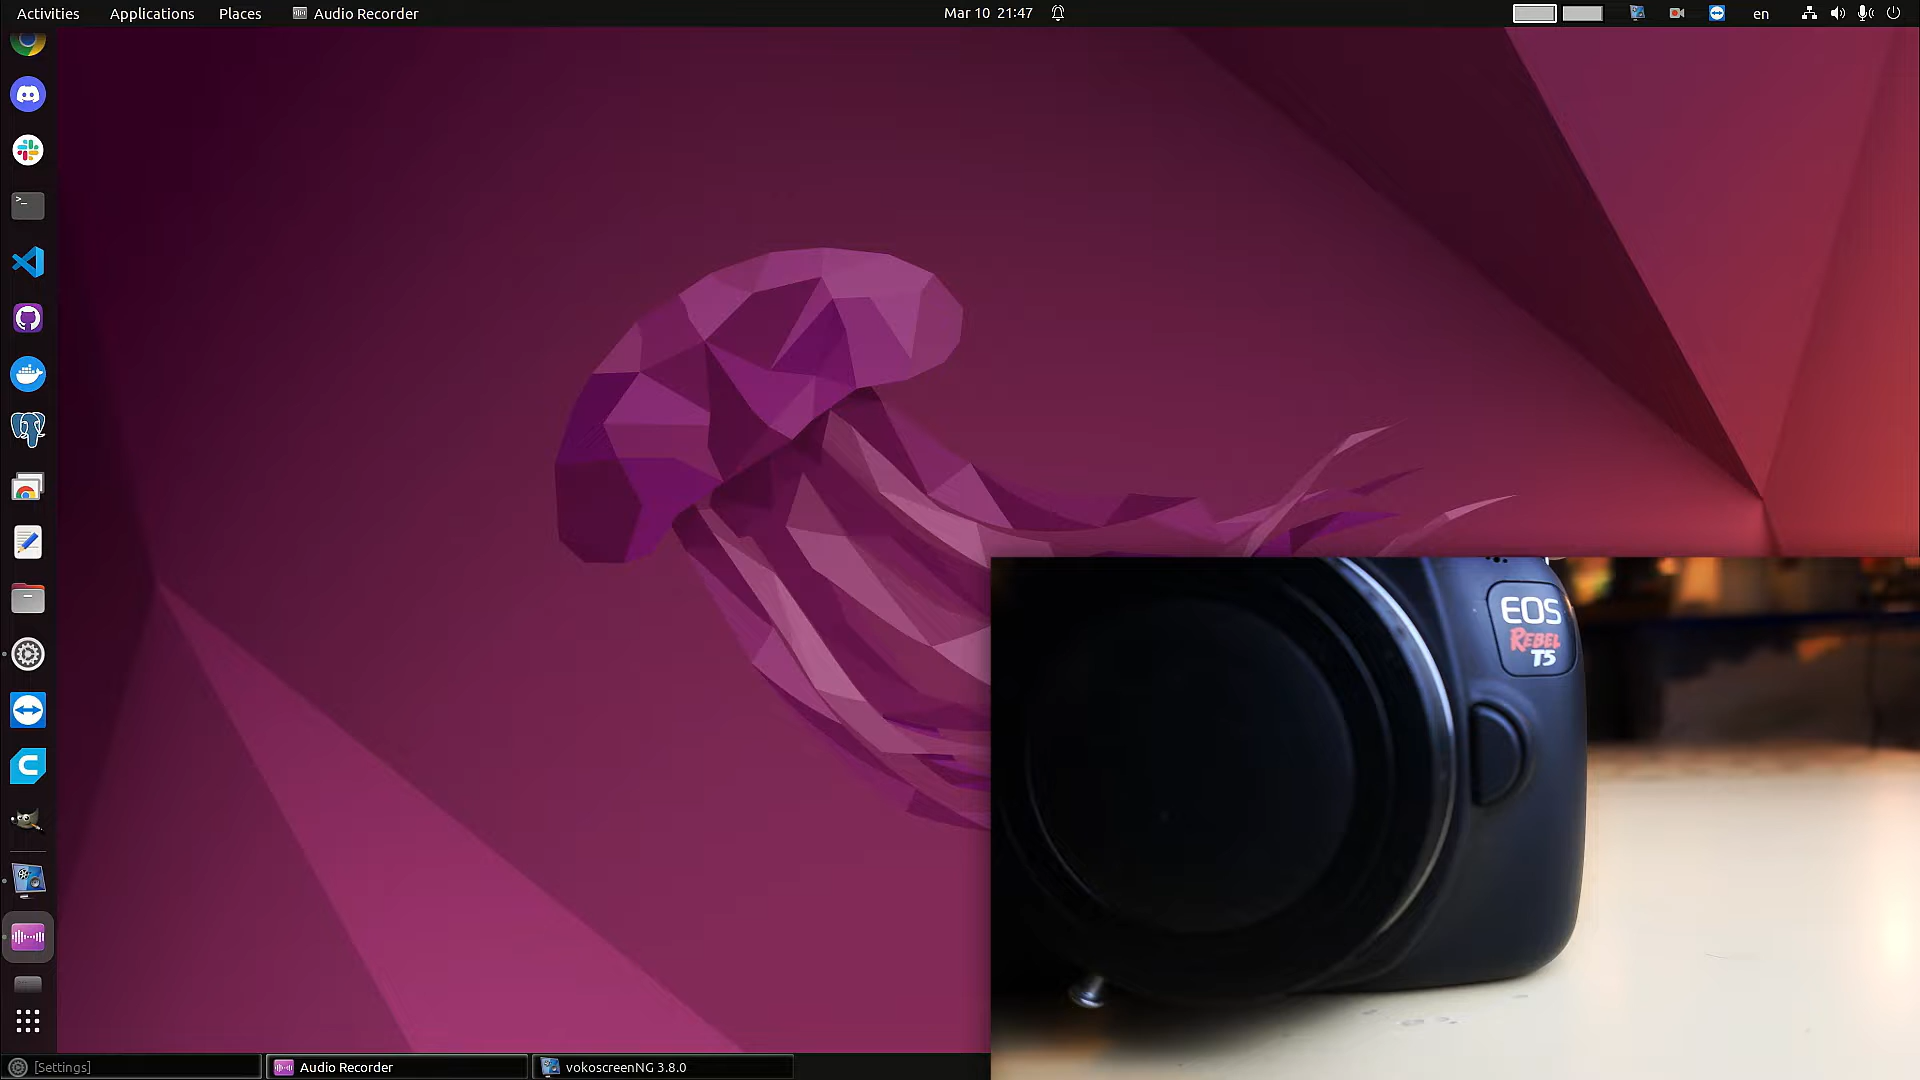 Activities Applications Places Audio Recorder Mar 10 21:47 en
EOS
REBEL
T5
[Settings] Audio Recorder vokoscreenNG 3.8.0